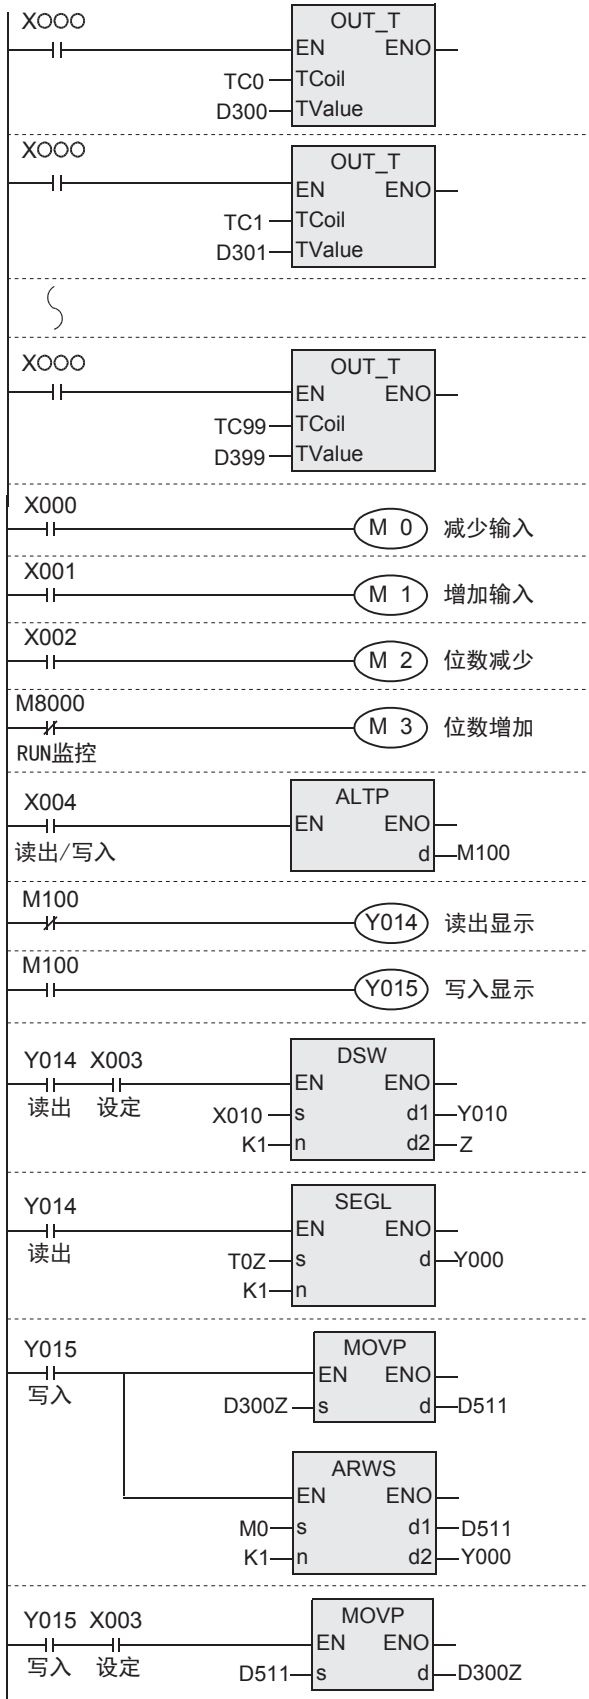 X○○○
OUT_T
EN ENO
TC0 TCoil
D300 TValue
X○○○
OUT_T
EN ENO
TC1 TCoil
D301 TValue
X○○○
OUT_T
EN ENO
TC99 TCoil
D399 TValue
X000
M 0 减少输入
X001
M 1 增加输入
X002
M 2 位数减少
M8000
M 3 位数增加
RUN监控
X004
ALTP
EN ENO
读出/写入
d M100
M100
Y014 读出显示
M100
Y015 写入显示
Y014 X003
DSW
EN ENO
读出 设定
X010 s d1 Y010
K1 n d2 Z
Y014
SEGL
EN ENO
读出
T0Z s d Y000
K1 n
Y015
MOVP
EN ENO
写入
D300Z s d D511
ARWS
EN ENO
M0 s d1 D511
K1 n d2 Y000
Y015 X003
MOVP
EN ENO
写入 设定
D511 s d D300Z